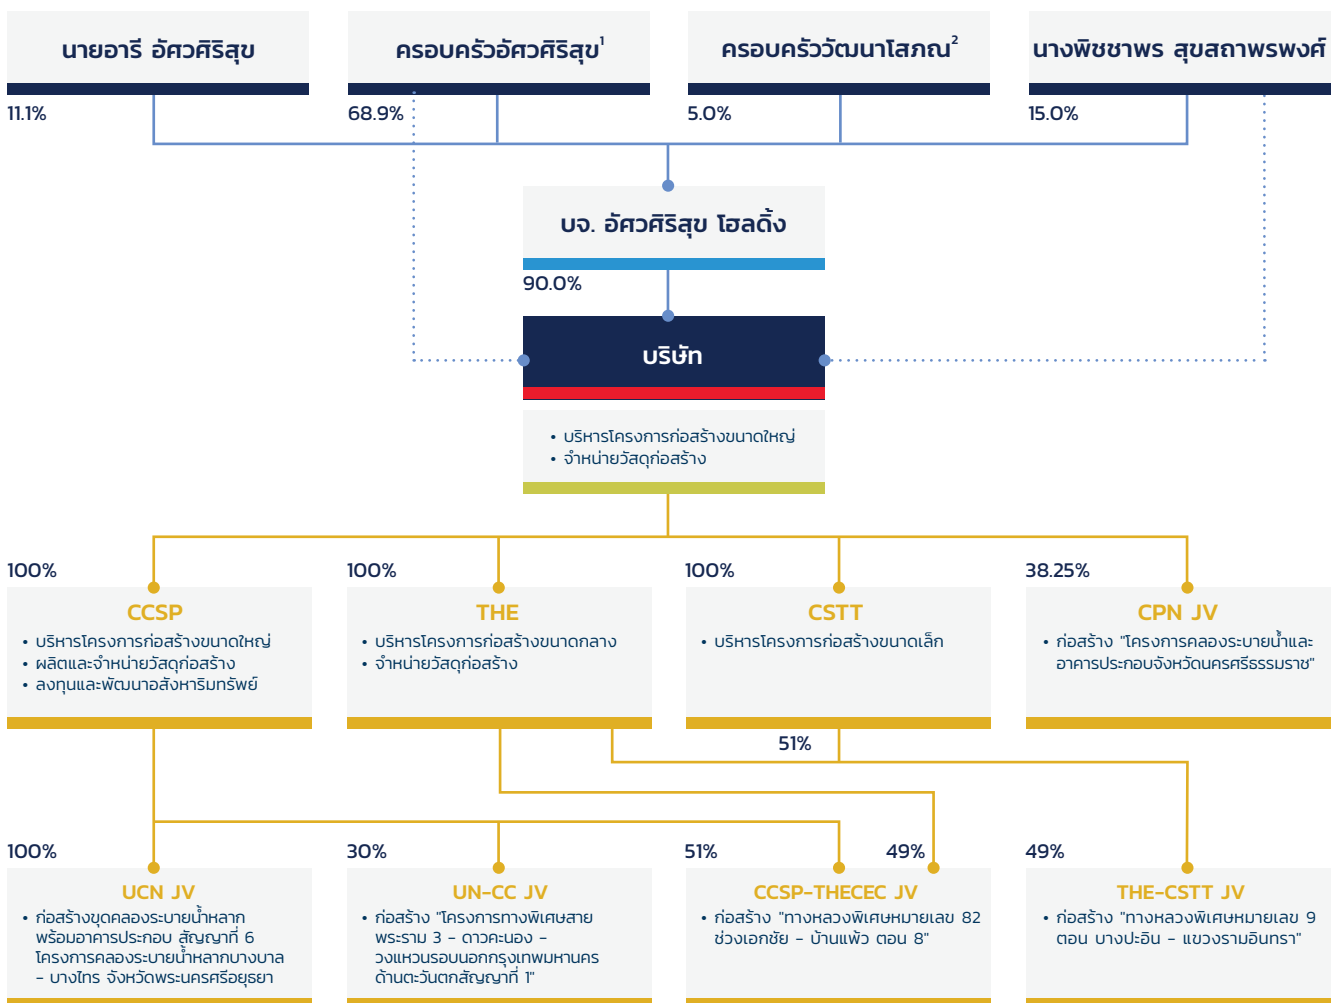 นายอารี อัศวศิริสุข
ครอบครัวอัศวศิริสุข¹
ครอบครัววัฒนาโสภณ²
นางพิชชาพร สุขสถาพรพงศ์
11.1%
68.9%
5.0%
15.0%
บจ. อัศวศิริสุข โฮลดิ้ง
90.0%
บริษัท
• บริหารโครงการก่อสร้างขนาดใหญ่
• จำหน่ายวัสดุก่อสร้าง
100%
100%
100%
38.25%
CCSP
• บริหารโครงการก่อสร้างขนาดใหญ่
• ผลิตและจำหน่ายวัสดุก่อสร้าง
• ลงทุนและพัฒนาอสังหาริมทรัพย์
THE
• บริหารโครงการก่อสร้างขนาดกลาง
• จำหน่ายวัสดุก่อสร้าง
CSTT
• บริหารโครงการก่อสร้างขนาดเล็ก
CPN JV
• ก่อสร้าง "โครงการคลองระบายน้ำและ
อาคารประกอบจังหวัดนครศรีธรรมราช"
51%
100%
30%
51%
49%
49%
UCN JV
• ก่อสร้างขุดคลองระบายน้ำหลาก
พร้อมอาคารประกอบ สัญญาที่ 6
โครงการคลองระบายน้ำหลากบางบาล
- บางไทร จังหวัดพระนครศรีอยุธยา
UN-CC JV
• ก่อสร้าง "โครงการทางพิเศษสาย
พระราม 3 - ดาวคะนอง -
วงแหวนรอบนอกกรุงเทพมหานคร
ด้านตะวันตกสัญญาที่ 1"
CCSP-THECEC JV
• ก่อสร้าง "ทางหลวงพิเศษหมายเลข 82
ช่วงเอกชัย - บ้านแพ้ว ตอน 8"
THE-CSTT JV
• ก่อสร้าง "ทางหลวงพิเศษหมายเลข 9
ตอน บางปะอิน - แขวงรามอินทรา"